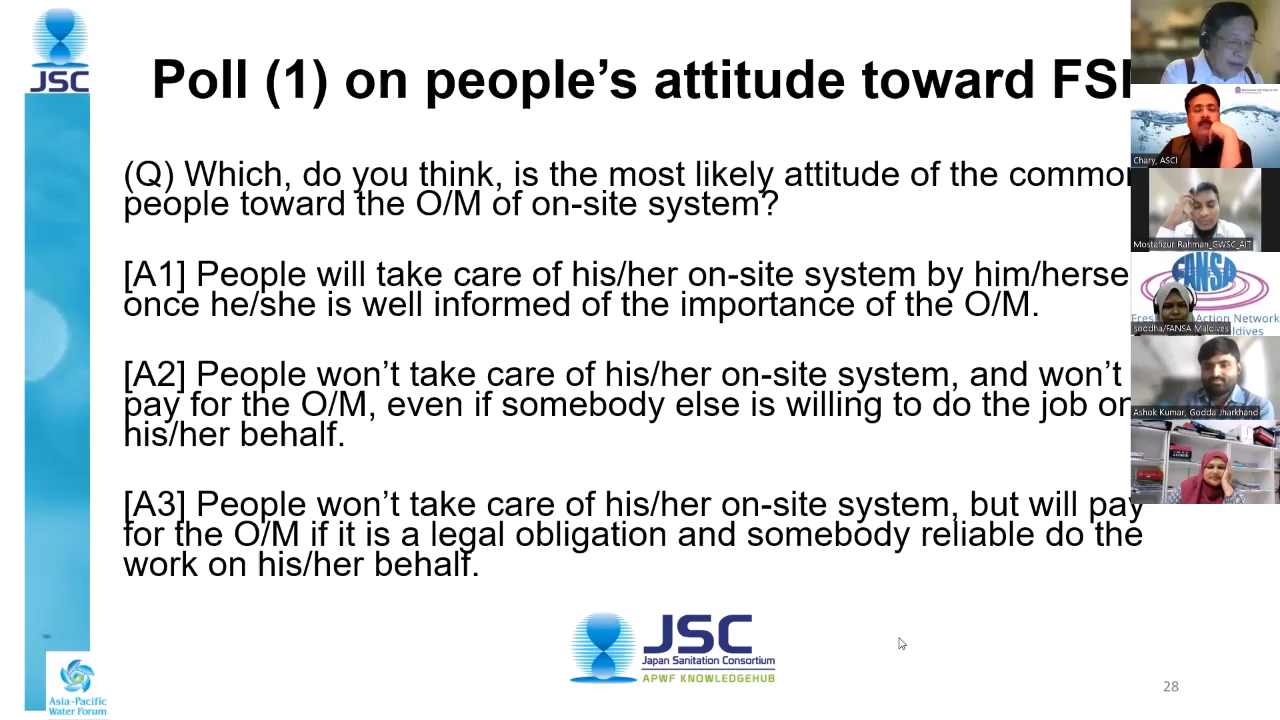 JSC
Poll (1) on people's attitude toward FS
(Q) Which, do you think, is the most likely attitude of the common
people toward the O/M of on-site system?
[A1] People will take care of his/her on-site system by him/herse
once he/she is well informed of the importance of the O/M.
[A2] People won't take care of his/her on-site system, and won't
pay for the O/M, even if somebody else is willing to do the job on
his/her behalf.
[A3] People won't take care of his/her on-site system, but will pay
for the O/M if it is a legal obligation and somebody reliable do the
work on his/her behalf.
JSC
Japan Sanitation Consortium
APWF KNOWLEDGEHUB
Asia-Pacific
Water Forum
28
Chary, ASCI
Mostafizur Rahman_GWSC_AIT
FANSA
Fres Action Network
ldives
soddha/FANSA Maldives
Ashok Kumar, Godda Jharkhand